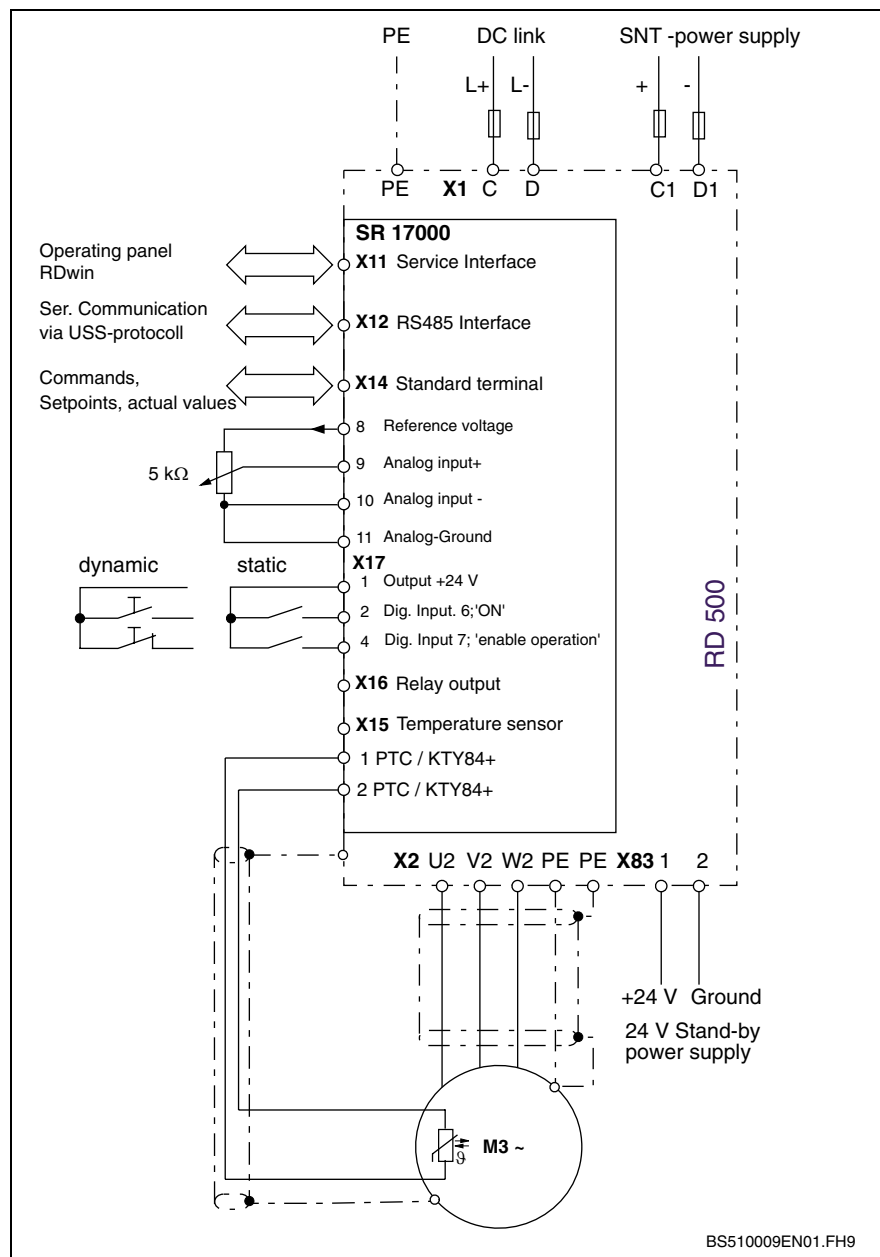 PE DC link SNT -power supply
L+ L- + -
PE X1 C D C1 D1
SR 17000
Operating panel
RDwin
X11 Service Interface
Ser. Communication
via USS-protocoll
X12 RS485 Interface
Commands,
Setpoints, actual values
X14 Standard terminal
8 Reference voltage
5 kΩ
9 Analog input+
10 Analog input -
11 Analog-Ground
dynamic static
X17
1 Output +24 V
2 Dig. Input. 6;'ON'
4 Dig. Input 7; 'enable operation'
RD 500
X16 Relay output
X15 Temperature sensor
1 PTC / KTY84+
2 PTC / KTY84+
X2 U2 V2 W2 PE PE X83 1 2
+24 V Ground
24 V Stand-by
power supply
M3 ~
ϑ
BS510009EN01.FH9